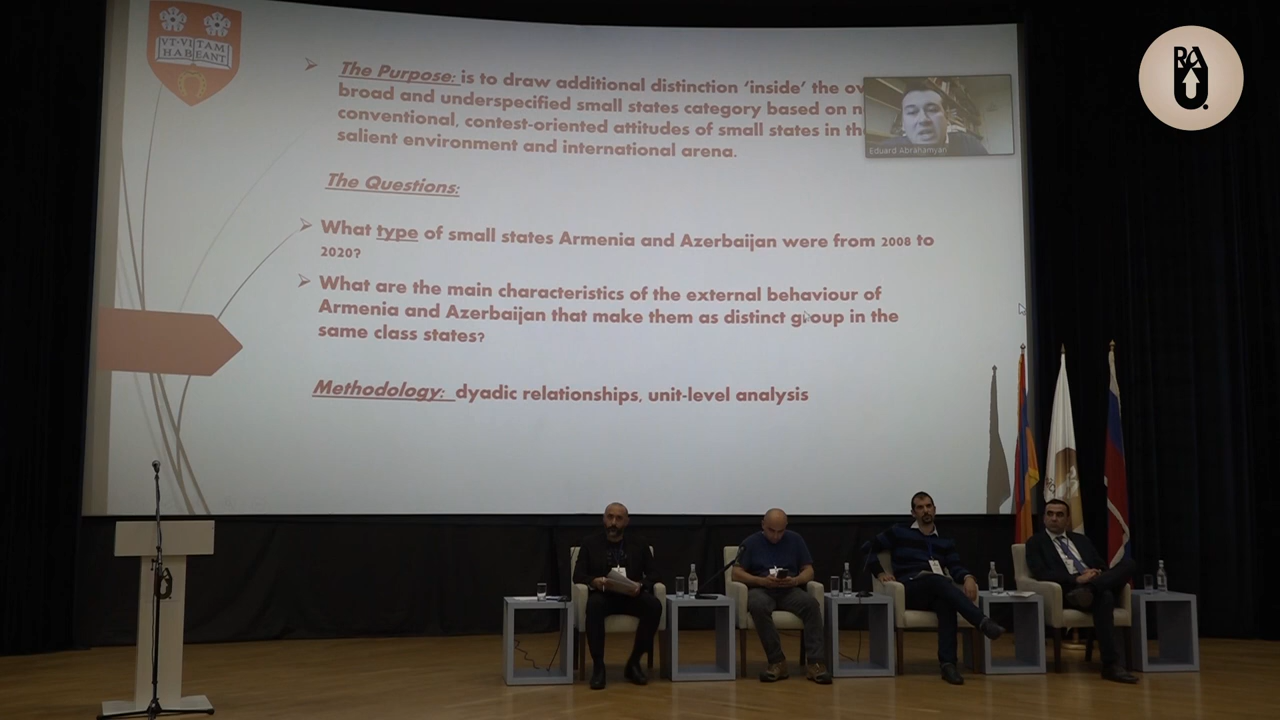 VT·VITAM
HABEANT
The Purpose: is to draw additional distinction ‘inside’ the ov
broad and underspecified small states category based on
conventional, contest-oriented attitudes of small states in the
salient environment and international arena.
Eduard Abrahamyan
The Questions:
What type of small states Armenia and Azerbaijan were from 2008 to
2020?
What are the main characteristics of the external behaviour of
Armenia and Azerbaijan that make them as distinct group in the
same class states?
Methodology: dyadic relationships, unit-level analysis